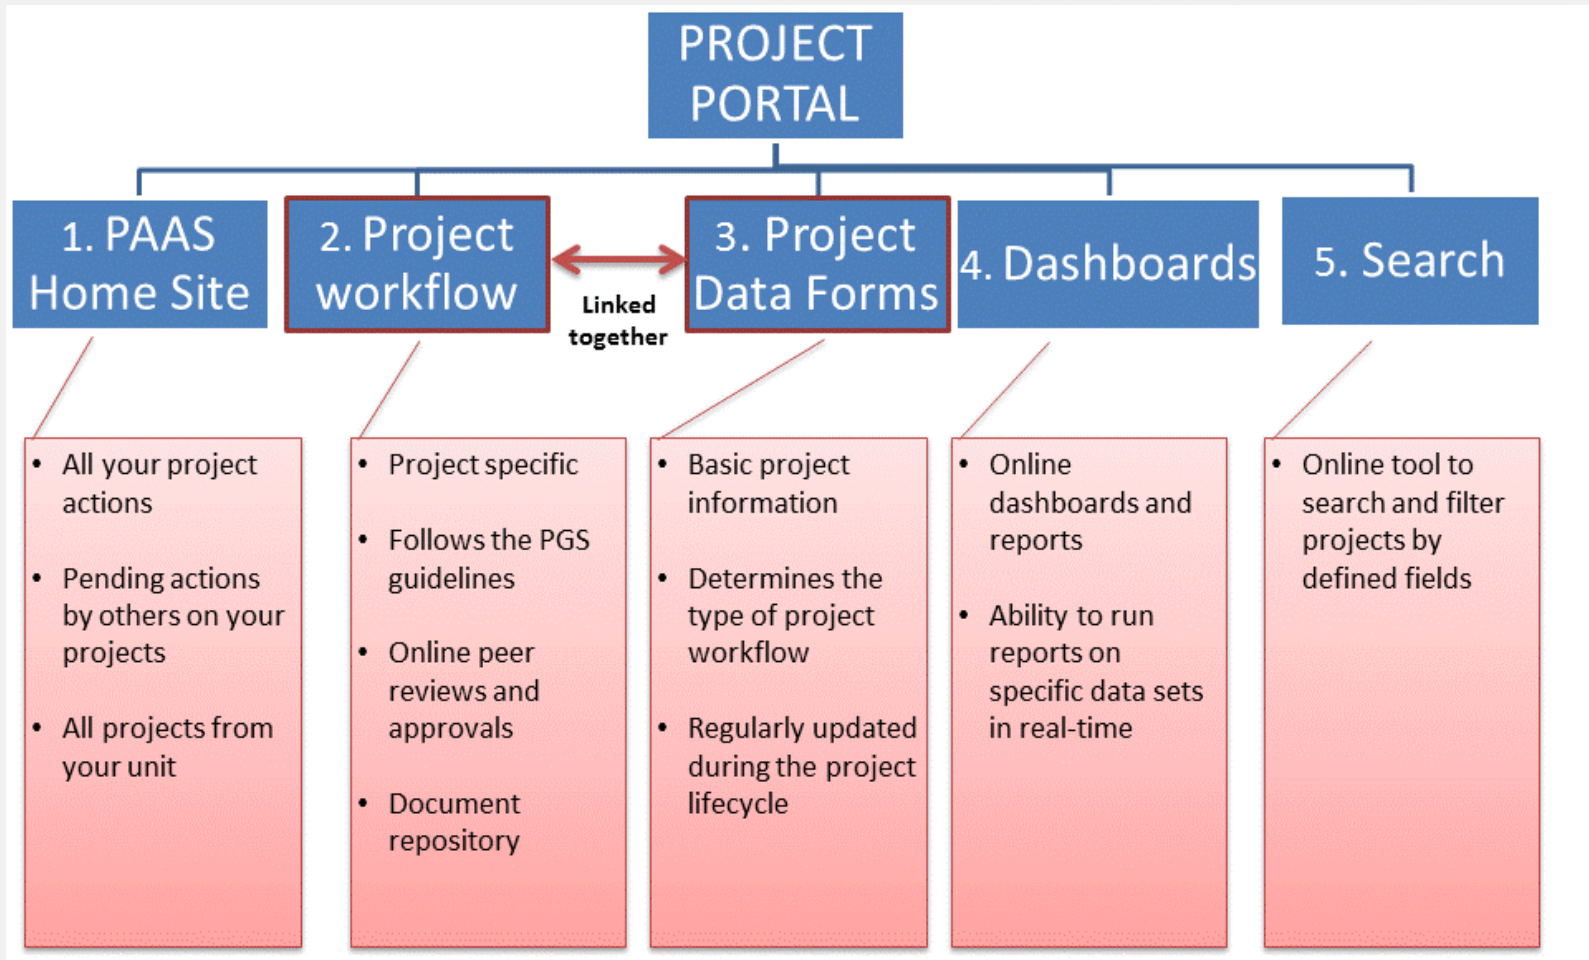 PROJECT
PORTAL
1. PAAS
Home Site
2. Project
workflow
Linked
together
3. Project
Data Forms
4. Dashboards
5. Search
• All your project
actions
• Pending actions
by others on your
projects
• All projects from
your unit
• Project specific
• Follows the PGS
guidelines
• Online peer
reviews and
approvals
• Document
repository
• Basic project
information
• Determines the
type of project
workflow
• Regularly updated
during the project
lifecycle
• Online
dashboards and
reports
• Ability to run
reports on
specific data sets
in real-time
• Online tool to
search and filter
projects by
defined fields